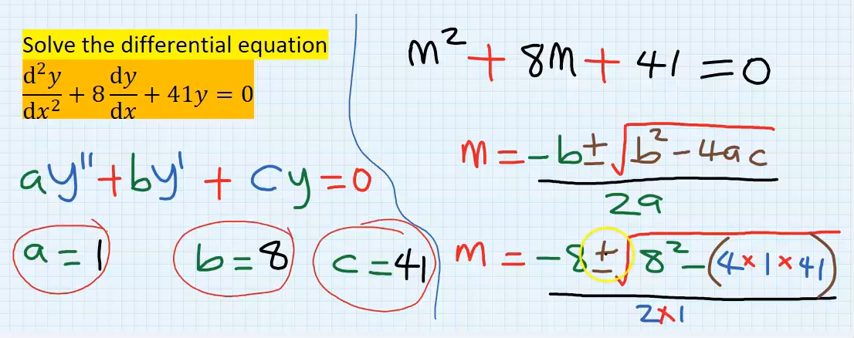 Solve the differential equation
d²y/dx² + 8 dy/dx + 41y = 0
ay'' + by' + cy = 0
a = 1 b = 8 c = 41
m² + 8m + 41 = 0
m = (-b ± √(b² - 4ac)) / 2a
m = (-8 ± √(8² - (4 × 1 × 41))) / 2×1